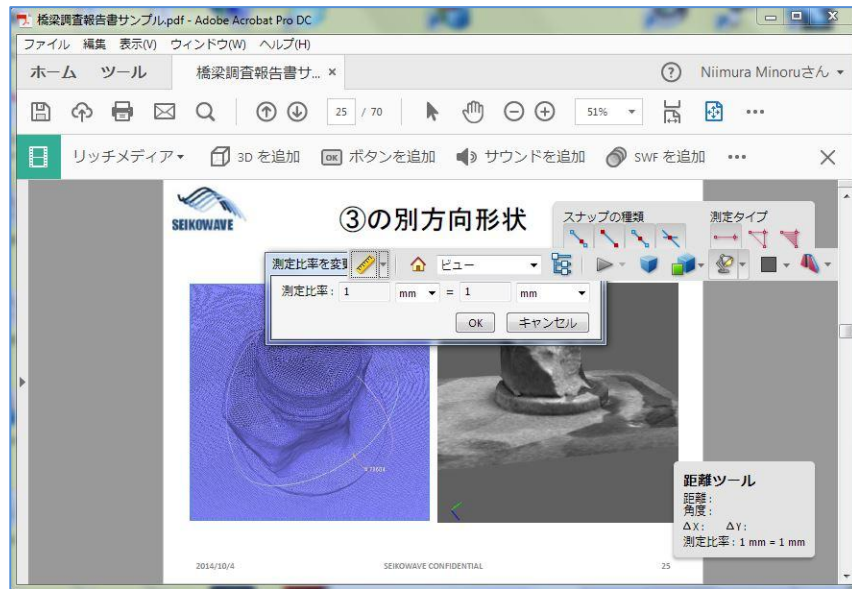 橋梁調査報告書サンプル.pdf - Adobe Acrobat Pro DC
ファイル 編集 表示(V) ウィンドウ(W) ヘルプ(H)
ホーム ツール 橋梁調査報告書サ... × ? Niimura Minoruさん
25 / 70 51%
リッチメディア 3D を追加 OK ボタンを追加 サウンドを追加 SWF を追加
SEIKOWAVE
③の別方向形状
スナップの種類 測定タイプ
測定比率を変更 ビュー
測定比率: 1 mm = 1 mm
OK キャンセル
距離ツール
距離:
角度:
ΔX: ΔY:
測定比率: 1 mm = 1 mm
2014/10/4 SEIKOWAVE CONFIDENTIAL 25